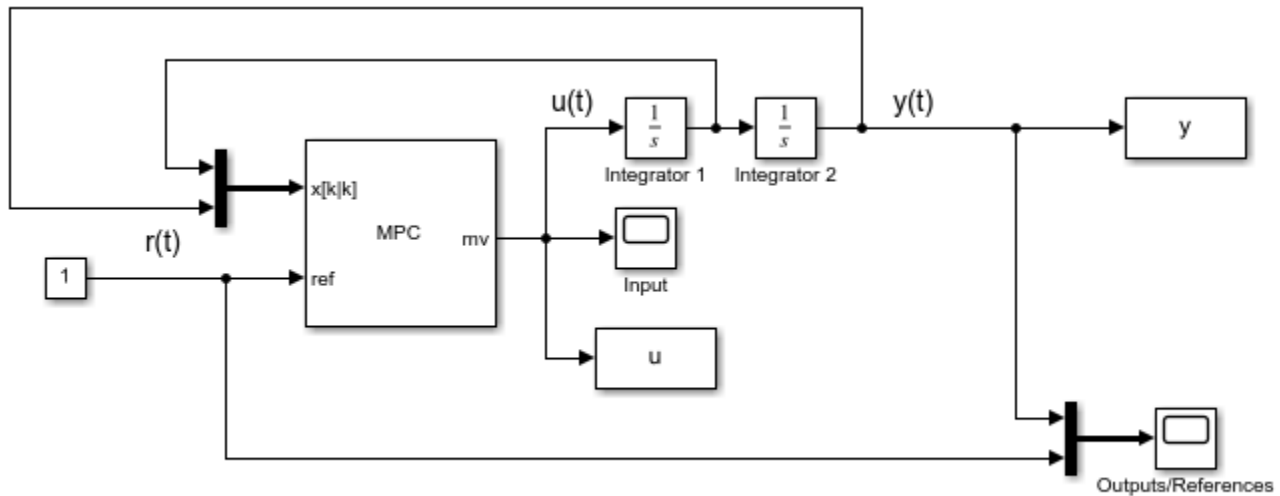 u(t)
y(t)
1
s
1
s
y
Integrator 1
Integrator 2
x[k|k]
MPC
mv
r(t)
1
ref
Input
u
Outputs/References